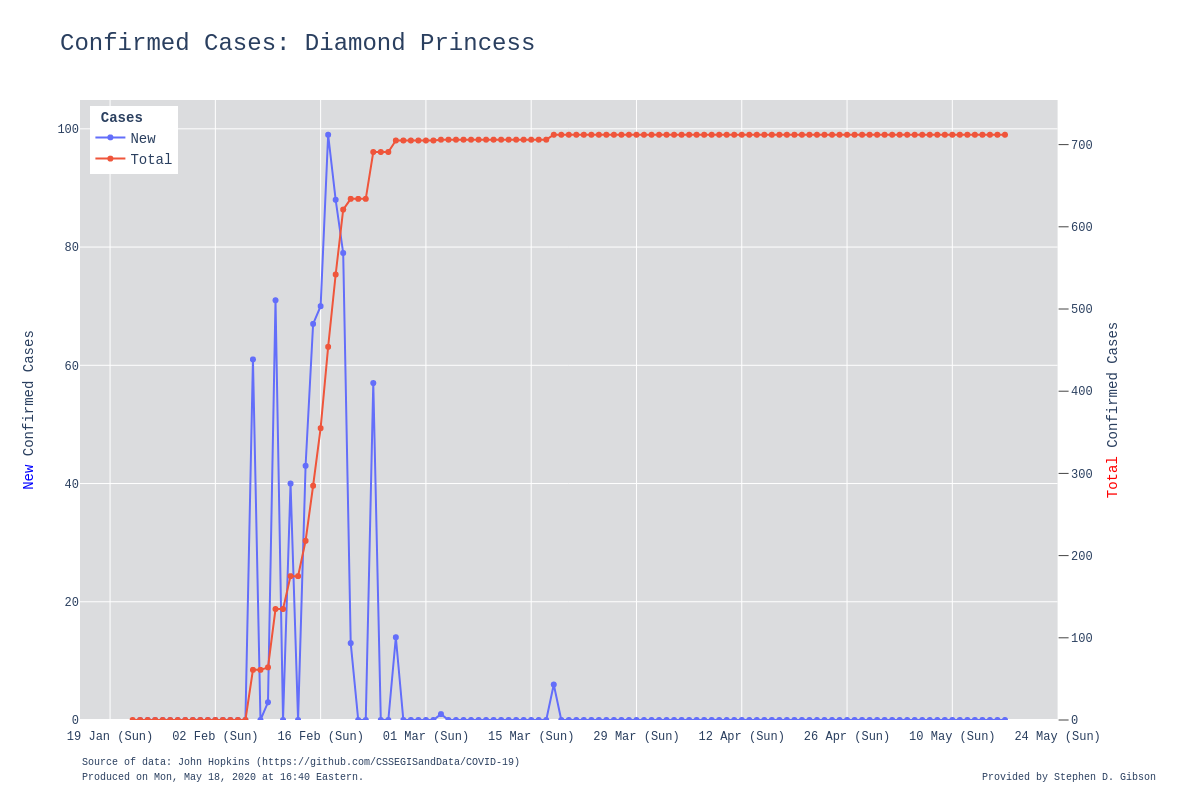 Confirmed Cases: Diamond Princess
Cases
New
Total
100
80
60
40
20
0
700
600
500
400
300
200
100
0
New Confirmed Cases
Total Confirmed Cases
19 Jan (Sun) 02 Feb (Sun) 16 Feb (Sun) 01 Mar (Sun) 15 Mar (Sun) 29 Mar (Sun) 12 Apr (Sun) 26 Apr (Sun) 10 May (Sun) 24 May (Sun)
Source of data: John Hopkins (https://github.com/CSSEGISandData/COVID-19)
Produced on Mon, May 18, 2020 at 16:40 Eastern.
Provided by Stephen D. Gibson